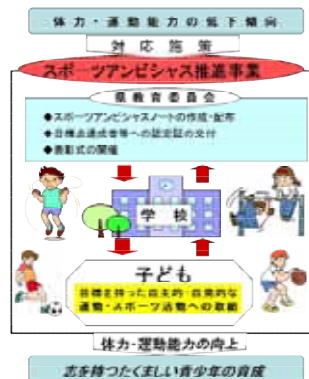 体力・運動能力の低下傾向
対応施策
スポーツアンビシャス推進事業
県教育委員会
◆スポーツアンビシャスノートの作成・配布
◆目標点達成者等への認定証の交付
◆表彰式の開催
学校
子ども
目標を持った自主的・自発的な
運動・スポーツ活動への取組
体力・運動能力の向上
志を持つたくましい青少年の育成